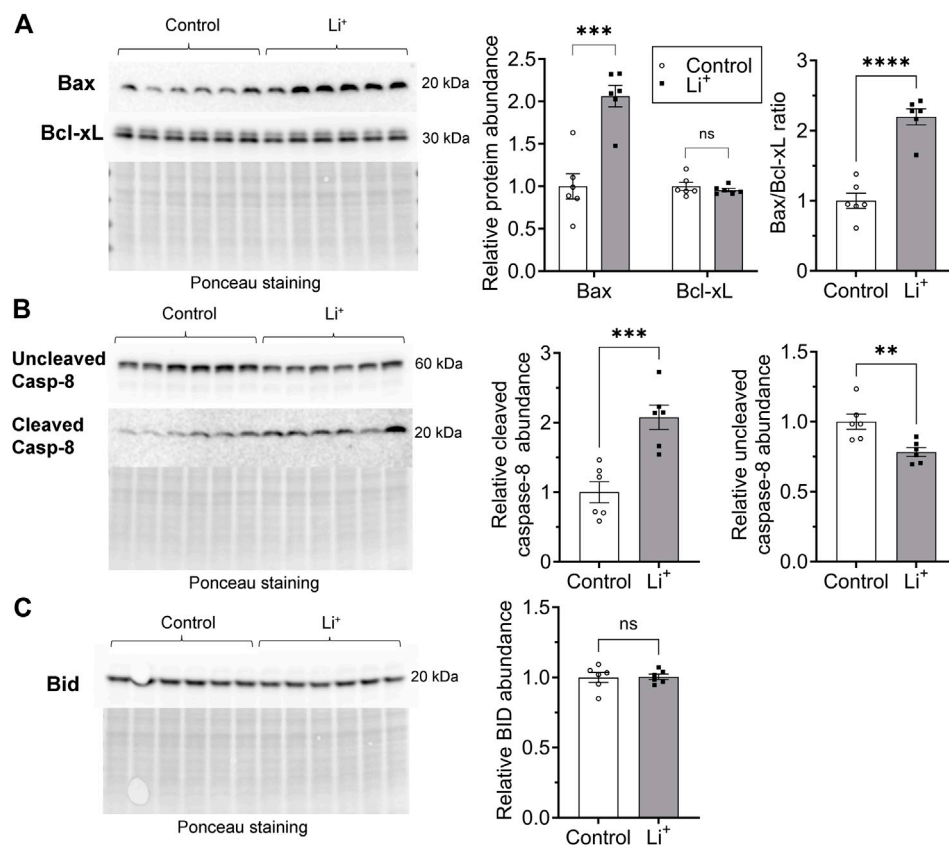 A
Control
Li⁺
Bax
20 kDa
Bcl-xL
30 kDa
Ponceau staining
Relative proteim abundance
2.5
2.0
1.5
1.0
0.5
0.0
***
ns
Control
Li⁺
Bax
Bcl-xL
Bax/Bcl-xL ratio
3
2
1
0
****
Control
Li⁺
B
Control
Li⁺
Uncleaved
Casp-8
60 kDa
Cleaved
Casp-8
20 kDa
Ponceau staining
Relative cleaved
caspase-8 abundance
3
2
1
0
***
Control
Li⁺
Relative uncleaved
caspase-8 abundance
1.5
1.0
0.5
0.0
**
Control
Li⁺
C
Control
Li⁺
Bid
20 kDa
Ponceau staining
Relative BID abundance
1.5
1.0
0.5
0.0
ns
Control
Li⁺